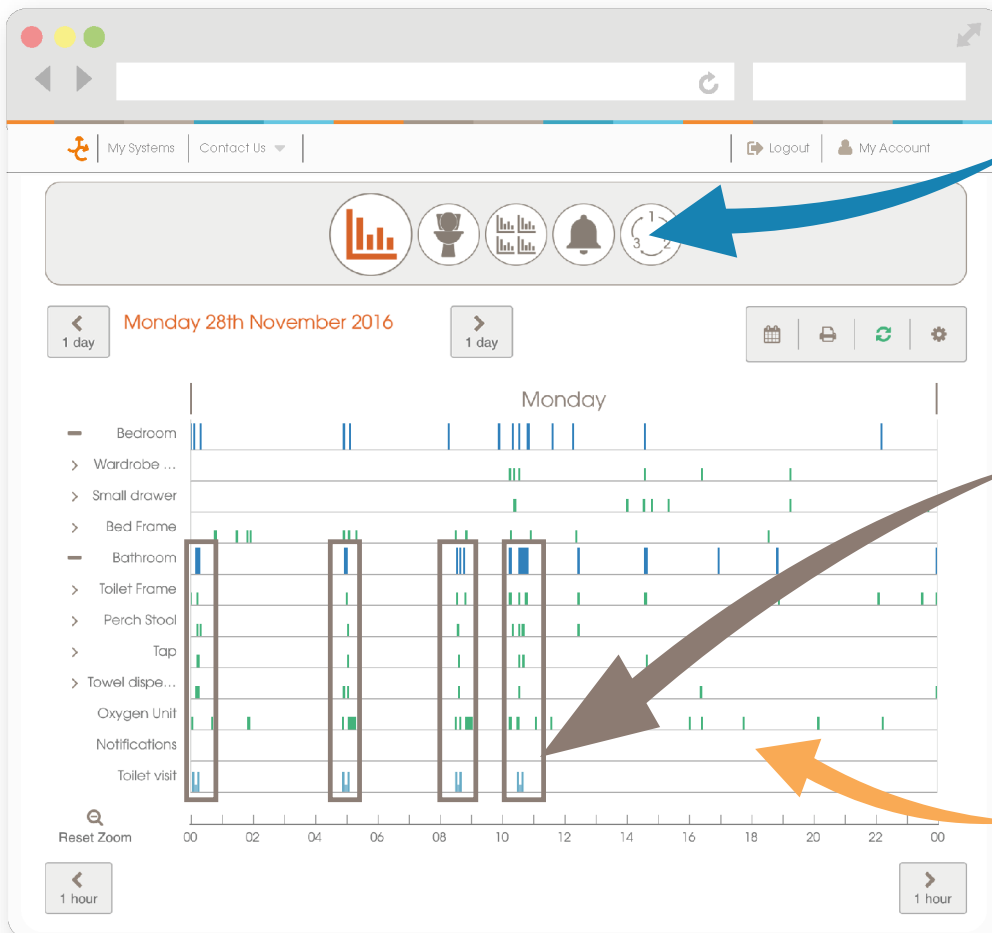 My Systems
Contact Us
Logout
My Account
1
3 2
1 day
Monday 28th November 2016
1 day
Monday
Bedroom
Wardrobe ...
Small drawer
Bed Frame
Bathroom
Toilet Frame
Perch Stool
Tap
Towel dispe...
Oxygen Unit
Notifications
Toilet visit
Reset Zoom
00 02 04 06 08 10 12 14 16 18 20 22 00
1 hour
1 hour